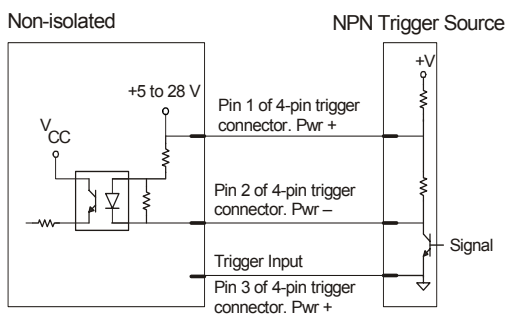 Non-isolated
NPN Trigger Source
+V
+5 to 28 V
Pin 1 of 4-pin trigger
connector. Pwr +
VCC
Pin 2 of 4-pin trigger
connector. Pwr –
Signal
Trigger Input
Pin 3 of 4-pin trigger
connector. Pwr +